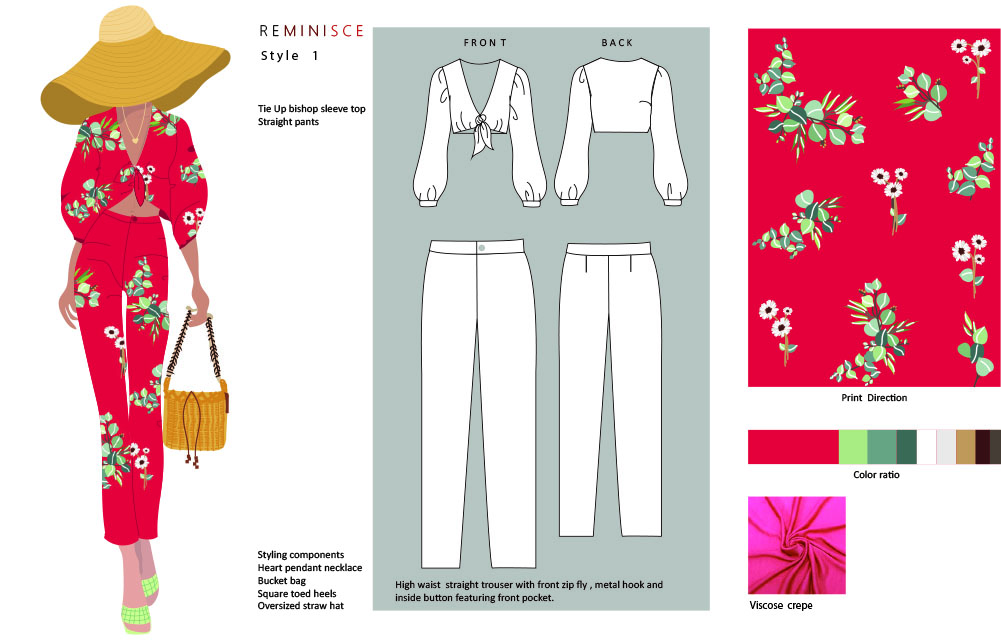 REMINISCE
Style 1
Tie Up bishop sleeve top
Straight pants
Styling components
Heart pendant necklace
Bucket bag
Square toed heels
Oversized straw hat
FRONT
BACK
High waist straight trouser with front zip fly , metal hook and
inside button featuring front pocket.
Print Direction
Color ratio
Viscose crepe